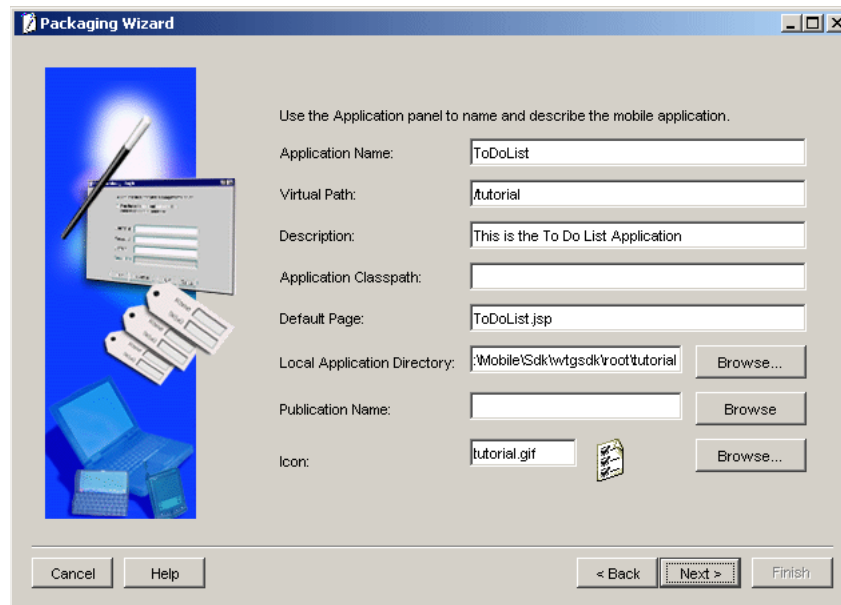 Packaging Wizard
Use the Application panel to name and describe the mobile application.
Application Name:
ToDoList
Virtual Path:
/tutorial
Description:
This is the To Do List Application
Application Classpath:
Default Page:
ToDoList.jsp
Local Application Directory:
:\Mobile\Sdk\wtgsdk\root\tutorial
Browse...
Publication Name:
Browse
Icon:
tutorial.gif
Browse...
Cancel
Help
< Back
Next >
Finish